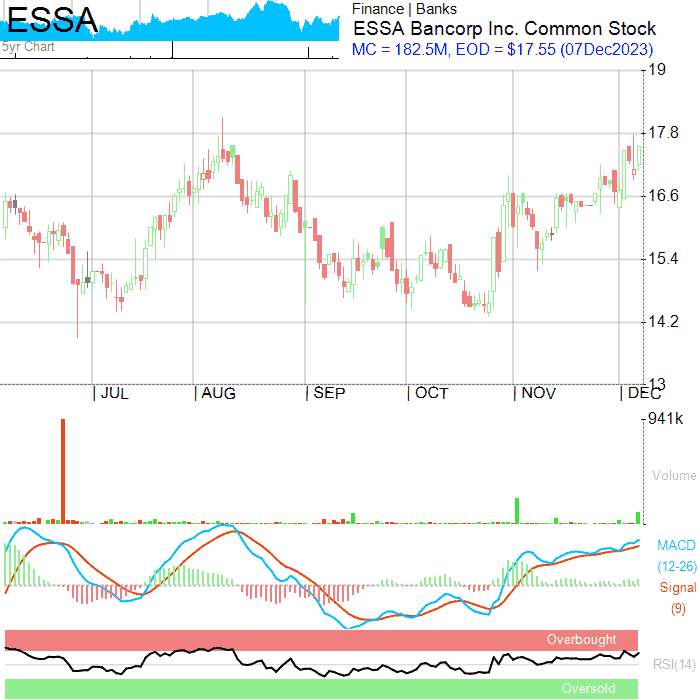 ESSA
5yr Chart
Finance | Banks
ESSA Bancorp Inc. Common Stock
MC = 182.5M, EOD = $17.55 (07Dec2023)
19
17.8
16.6
15.4
14.2
13
JUL
AUG
SEP
OCT
NOV
DEC
941k
Volume
MACD
(12-26)
Signal
(9)
Overbought
RSI(14)
Oversold